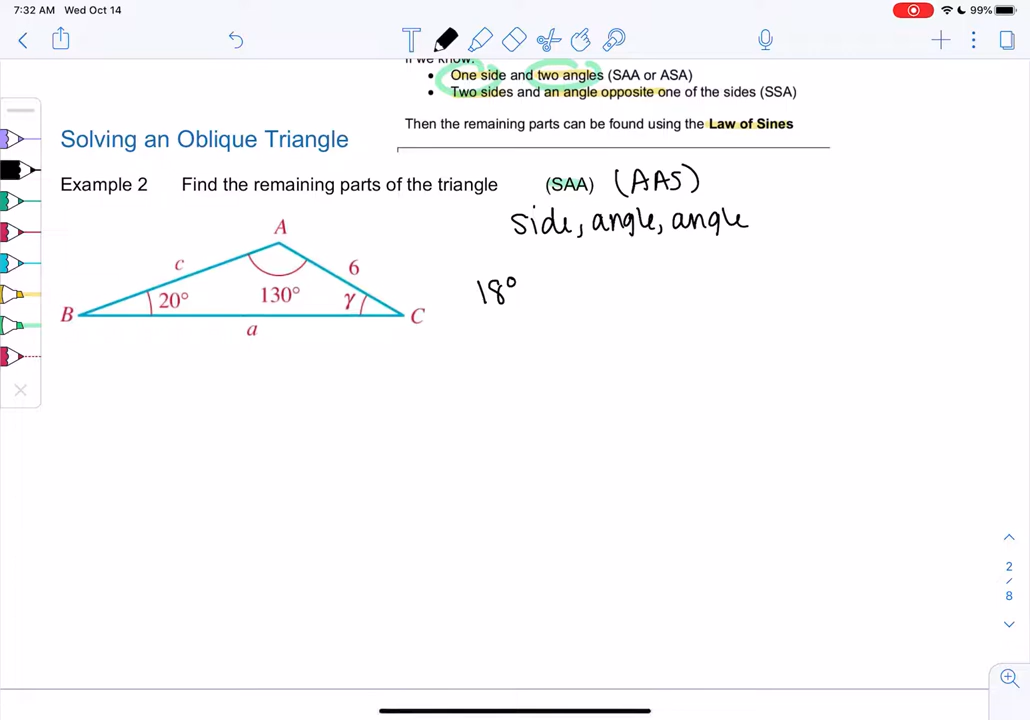 7:32 AM Wed Oct 14
99%
If we know:
• One side and two angles (SAA or ASA)
• Two sides and an angle opposite one of the sides (SSA)
Then the remaining parts can be found using the Law of Sines
Solving an Oblique Triangle
Example 2 Find the remaining parts of the triangle (SAA) (AAS)
side, angle, angle
A
c
6
18°
20°
130°
γ
B
C
a
2
/
8